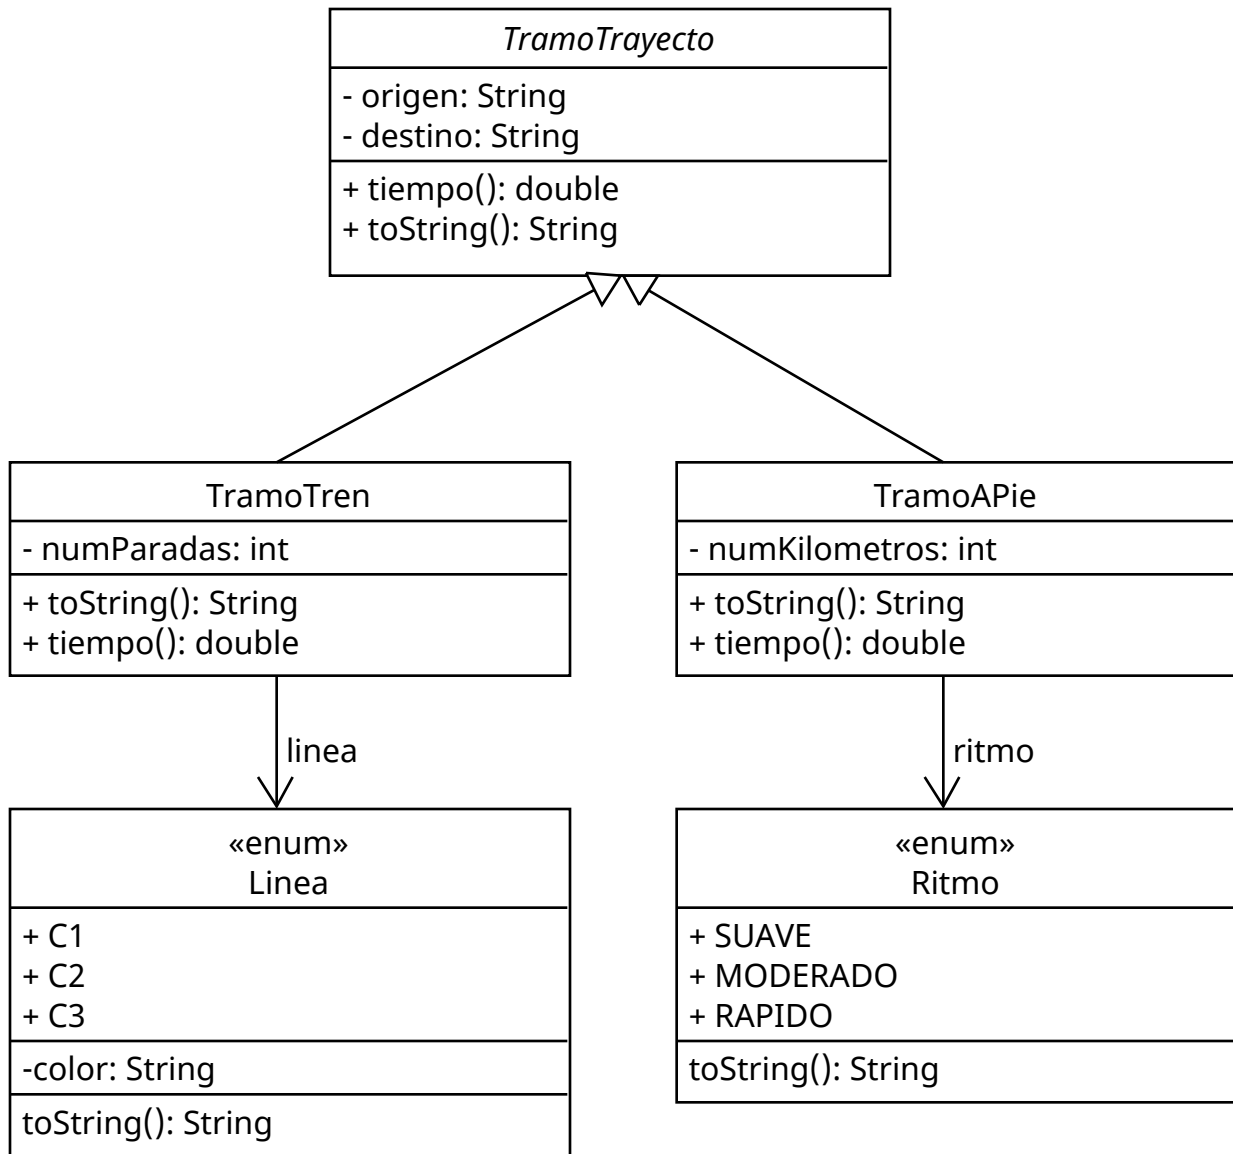 TramoTrayecto
- origen: String
- destino: String
+ tiempo(): double
+ toString(): String
TramoTren
- numParadas: int
+ toString(): String
+ tiempo(): double
TramoAPie
- numKilometros: int
+ toString(): String
+ tiempo(): double
linea
ritmo
«enum»
Linea
+ C1
+ C2
+ C3
-color: String
toString(): String
«enum»
Ritmo
+ SUAVE
+ MODERADO
+ RAPIDO
toString(): String